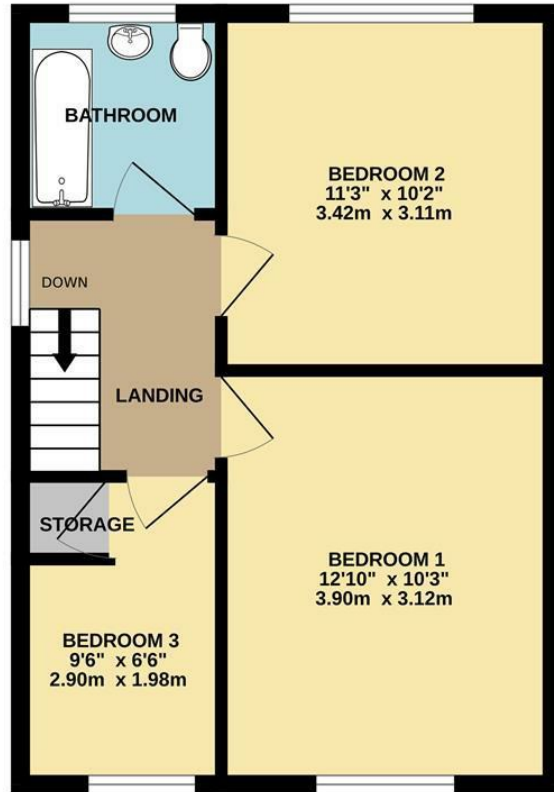 BATHROOM
BEDROOM 2
11'3" x 10'2"
3.42m x 3.11m
DOWN
LANDING
STORAGE
BEDROOM 1
12'10" x 10'3"
3.90m x 3.12m
BEDROOM 3
9'6" x 6'6"
2.90m x 1.98m